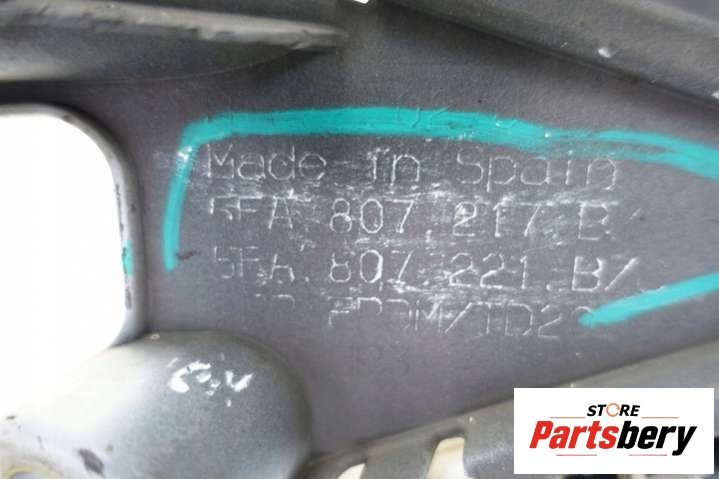 Made in Spain
5FA.807.217.B
5FA.807.221.B/
STORE
Partsbery